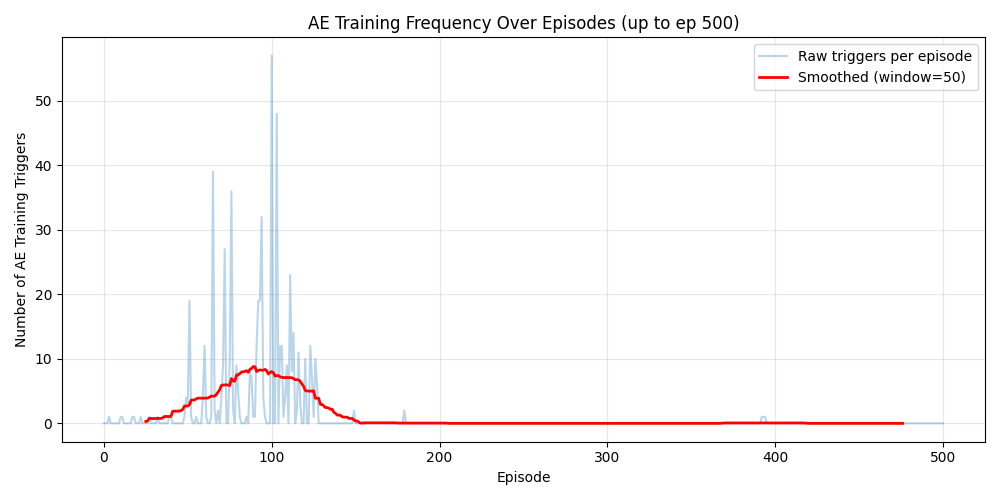 AE Training Frequency Over Episodes (up to ep 500)
Raw triggers per episode
Smoothed (window=50)
Number of AE Training Triggers
50
40
30
20
10
0
0 100 200 300 400 500
Episode